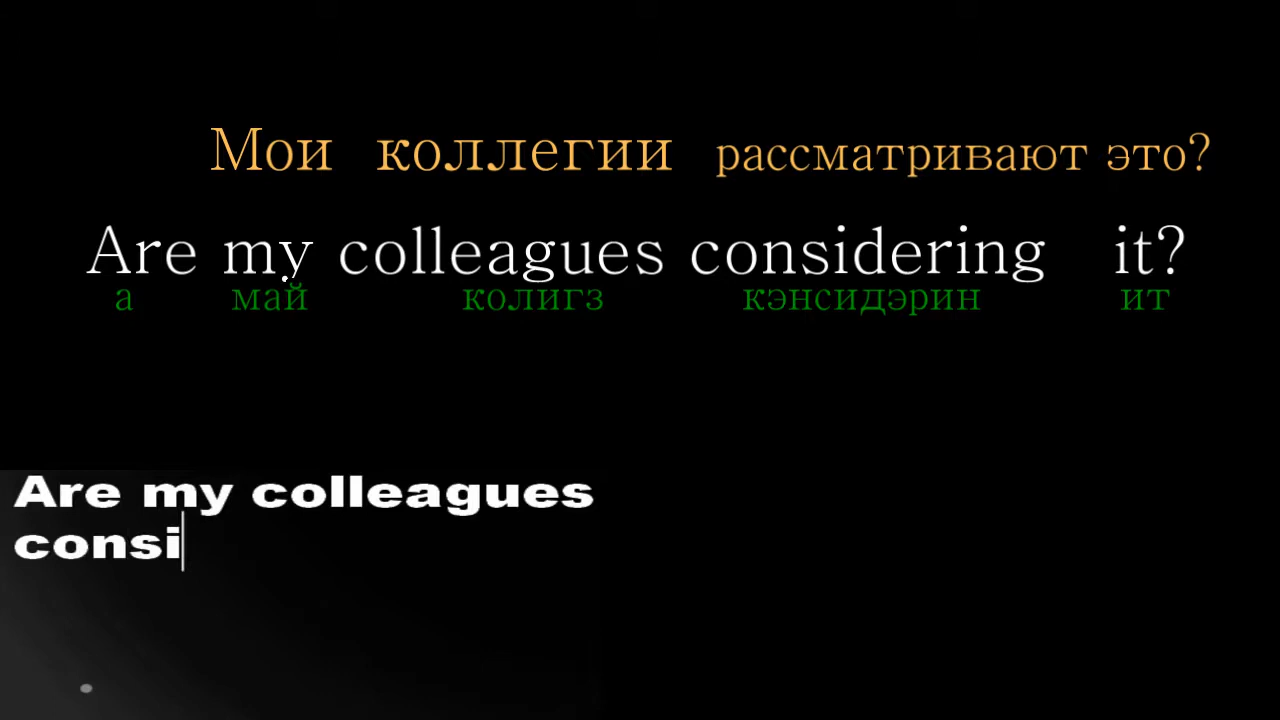 Мои коллегии рассматривают это?
Are my colleagues considering it?
а май колигз кэнсидэрин ит
Are my colleagues
consi